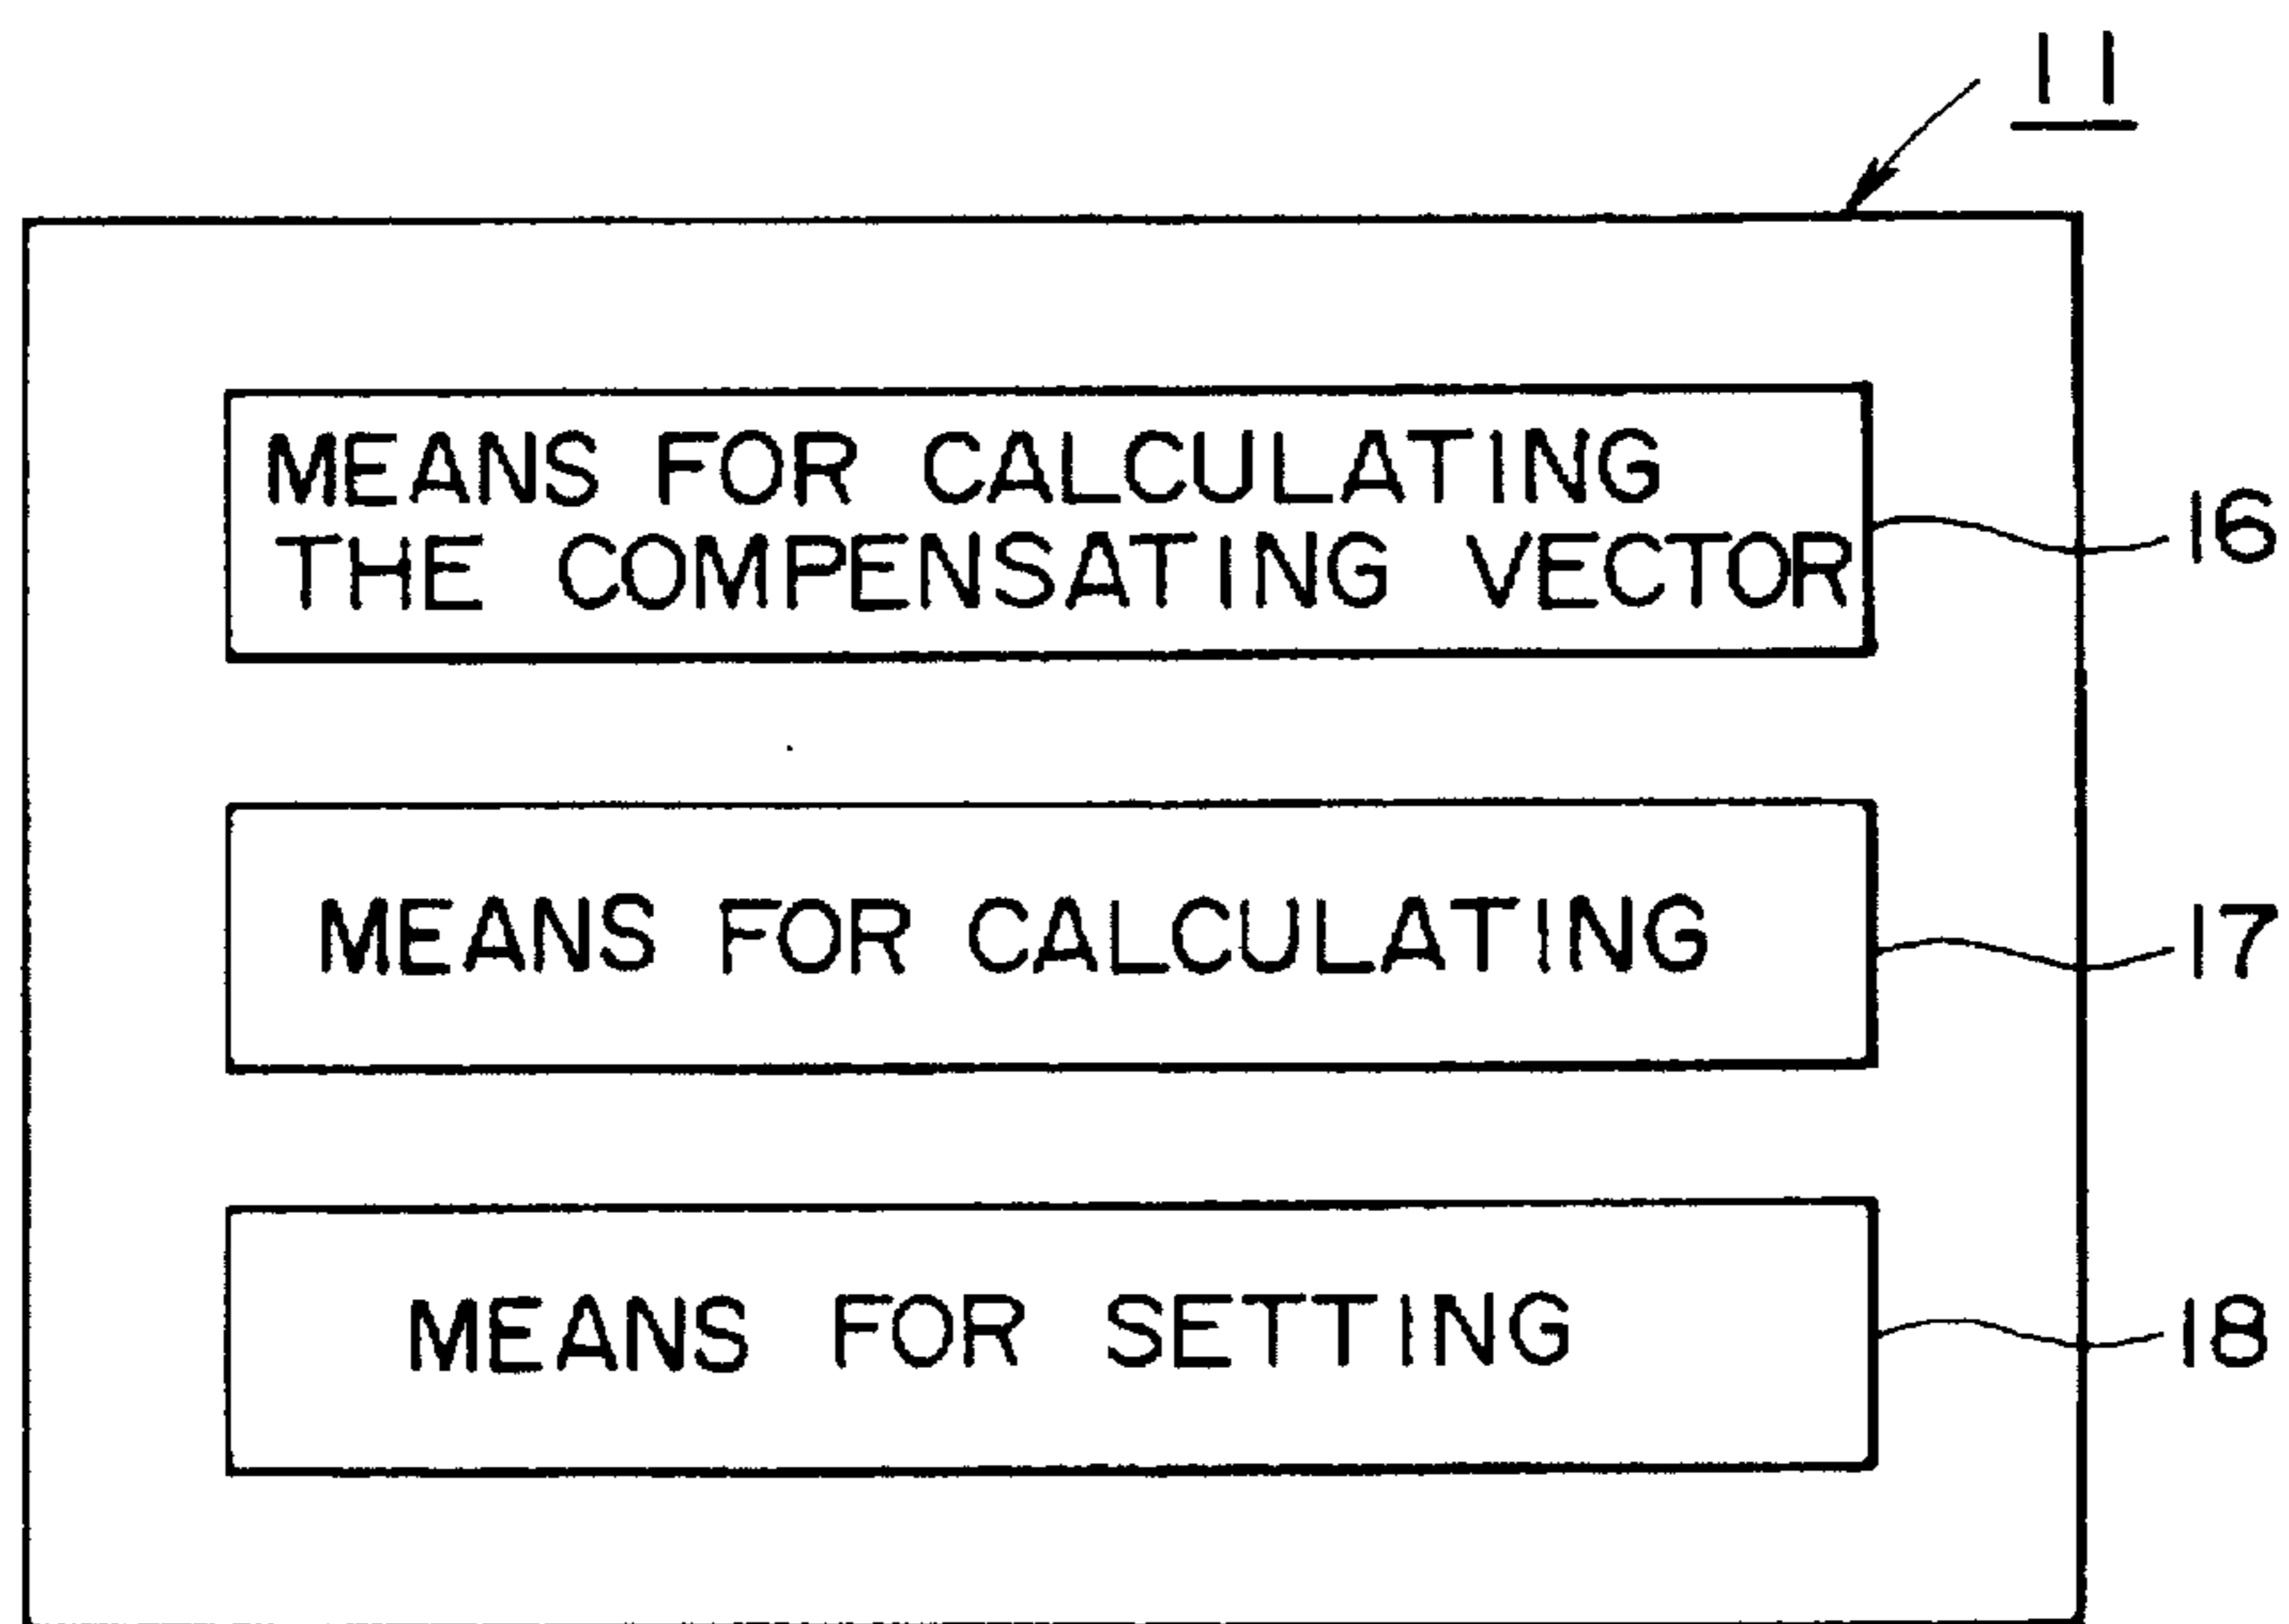 11
MEANS FOR CALCULATING
THE COMPENSATING VECTOR
16
MEANS FOR CALCULATING
17
MEANS FOR SETTING
18